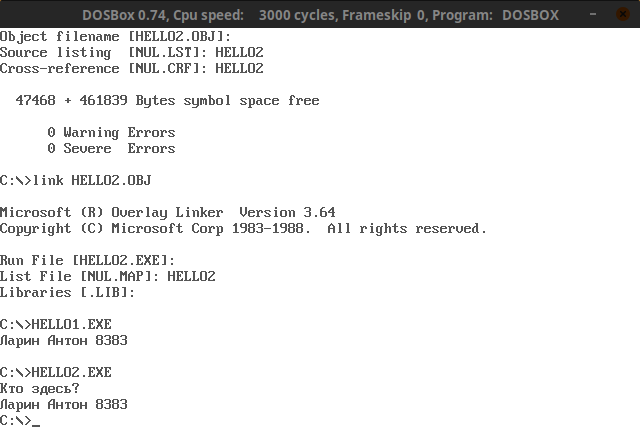 DOSBox 0.74, Cpu speed: 3000 cycles, Frameskip 0, Program: DOSBOX
Object filename [HELLO2.OBJ]:
Source listing [NUL.LST]: HELLO2
Cross-reference [NUL.CRF]: HELLO2
47468 + 461839 Bytes symbol space free
0 Warning Errors
0 Severe Errors
C:\>link HELLO2.OBJ
Microsoft (R) Overlay Linker Version 3.64
Copyright (C) Microsoft Corp 1983-1988. All rights reserved.
Run File [HELLO2.EXE]:
List File [NUL.MAP]: HELLO2
Libraries [.LIB]:
C:\>HELLO1.EXE
Ларин Антон 8383
C:\>HELLO2.EXE
Кто здесь?
Ларин Антон 8383
C:\>_